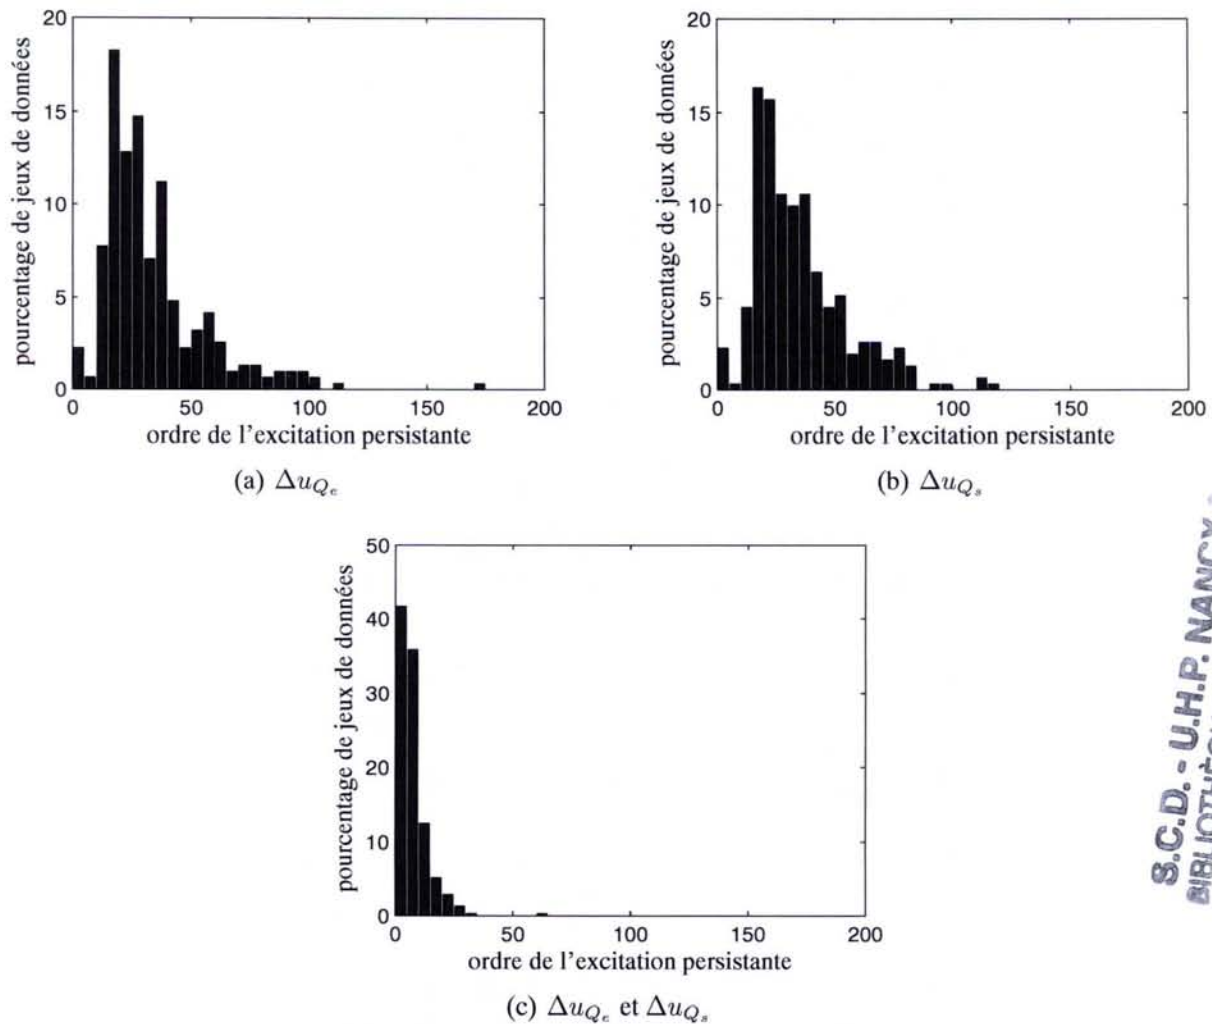 20
15
10
5
0
pourcentage de jeux de données
0 50 100 150 200
ordre de l'excitation persistante
(a) Δu_{Q_e}
20
15
10
5
0
pourcentage de jeux de données
0 50 100 150 200
ordre de l'excitation persistante
(b) Δu_{Q_s}
50
40
30
20
10
0
pourcentage de jeux de données
0 50 100 150 200
ordre de l'excitation persistante
(c) Δu_{Q_e} et Δu_{Q_s}
S.C.D. - U.H.P. NANCY